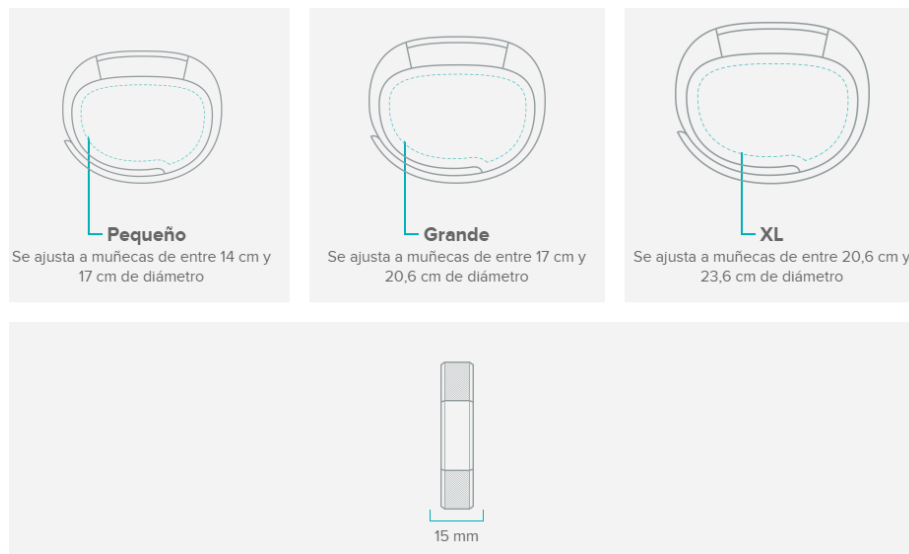 Pequeño
Se ajusta a muñecas de entre 14 cm y
17 cm de diámetro
Grande
Se ajusta a muñecas de entre 17 cm y
20,6 cm de diámetro
XL
Se ajusta a muñecas de entre 20,6 cm y
23,6 cm de diámetro
15 mm